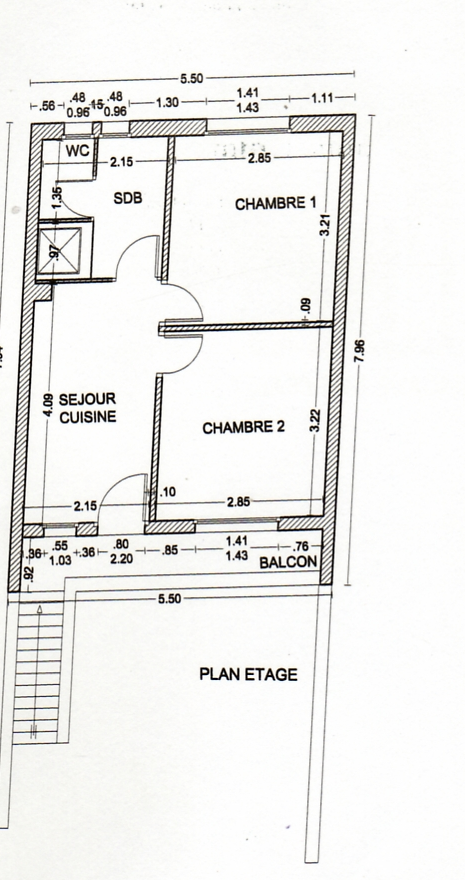 5.50
.56 .48 .15 .48 1.30 1.41 1.11
0.96 0.96 1.43
WC
2.15 2.85
1.35 SDB CHAMBRE 1
3.21
.97
.09
7.96
4.09 SEJOUR
CUISINE
CHAMBRE 2 3.22
.10
2.15 2.85
.36 .55 .36 .80 .85 1.41 .76
1.03 2.20 1.43
.92 BALCON
5.50
PLAN ETAGE